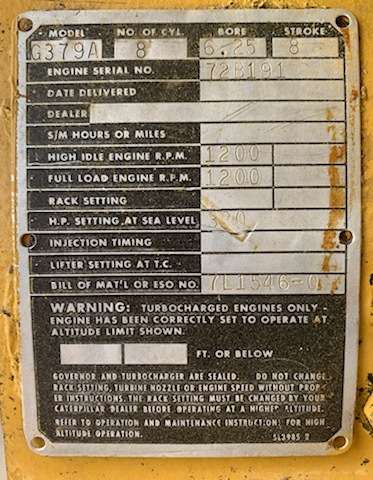 MODEL NO. OF CYL. BORE STROKE
G379A 8 6.25 8
ENGINE SERIAL NO. 72B191
DATE DELIVERED
DEALER
S/M HOURS OR MILES
HIGH IDLE ENGINE R.P.M. 1200
FULL LOAD ENGINE R.P.M. 1200
RACK SETTING
H.P. SETTING AT SEA LEVEL
INJECTION TIMING
LIFTER SETTING AT T.C.
BILL OF MAT'L OR ESO NO. 7L1546-0
WARNING: TURBOCHARGED ENGINES ONLY -
ENGINE HAS BEEN CORRECTLY SET TO OPERATE AT
ALTITUDE LIMIT SHOWN.
FT. OR BELOW
GOVERNOR AND TURBOCHARGER ARE SEALED. DO NOT CHANGE
RACK SETTING, TURBINE NOZZLE OR ENGINE SPEED WITHOUT PROP-
ER INSTRUCTIONS. THE RACK SETTING MUST BE CHANGED BY YOUR
CATERPILLAR DEALER BEFORE OPERATING AT A HIGHER ALTITUDE.
REFER TO OPERATION AND MAINTENANCE INSTRUCTIONS FOR HIGH
ALTITUDE OPERATION. 5L3985 2